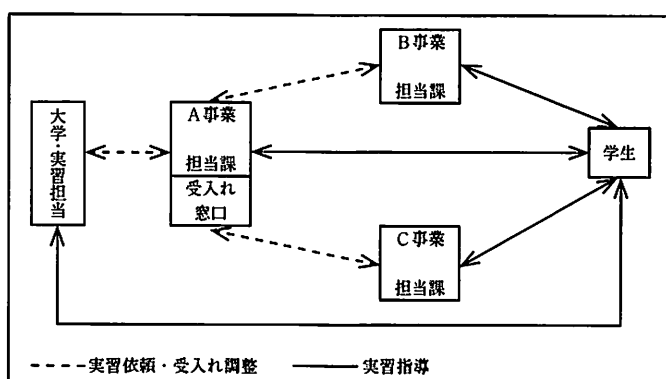 B事業
担当課
大学・実習担当
A事業
担当課
受入れ
窓口
学生
C事業
担当課
実習依頼・受入れ調整
実習指導